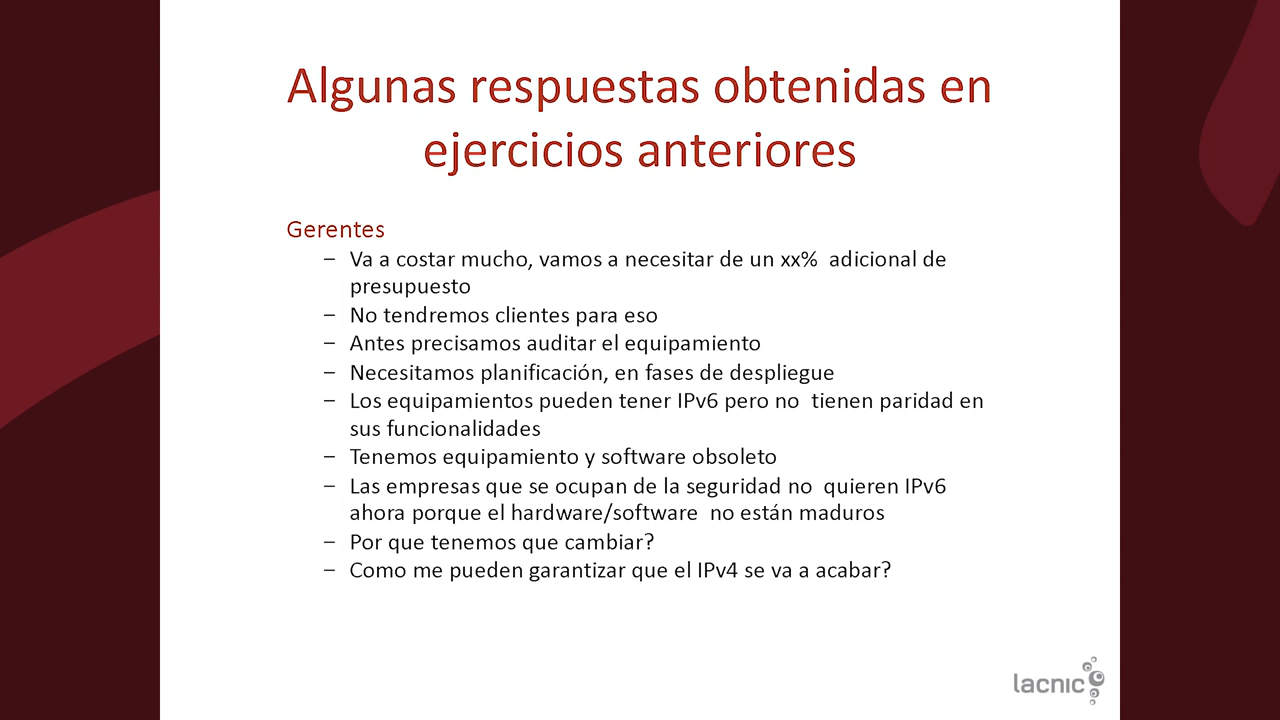 Algunas respuestas obtenidas en
ejercicios anteriores
Gerentes
– Va a costar mucho, vamos a necesitar de un xx%  adicional de
presupuesto
– No tendremos clientes para eso
– Antes precisamos auditar el equipamiento
– Necesitamos planificación, en fases de despliegue
– Los equipamientos pueden tener IPv6 pero no  tienen paridad en
sus funcionalidades
– Tenemos equipamiento y software obsoleto
– Las empresas que se ocupan de la seguridad no  quieren IPv6
ahora porque el hardware/software  no están maduros
– Por que tenemos que cambiar?
– Como me pueden garantizar que el IPv4 se va a acabar?
lacnic